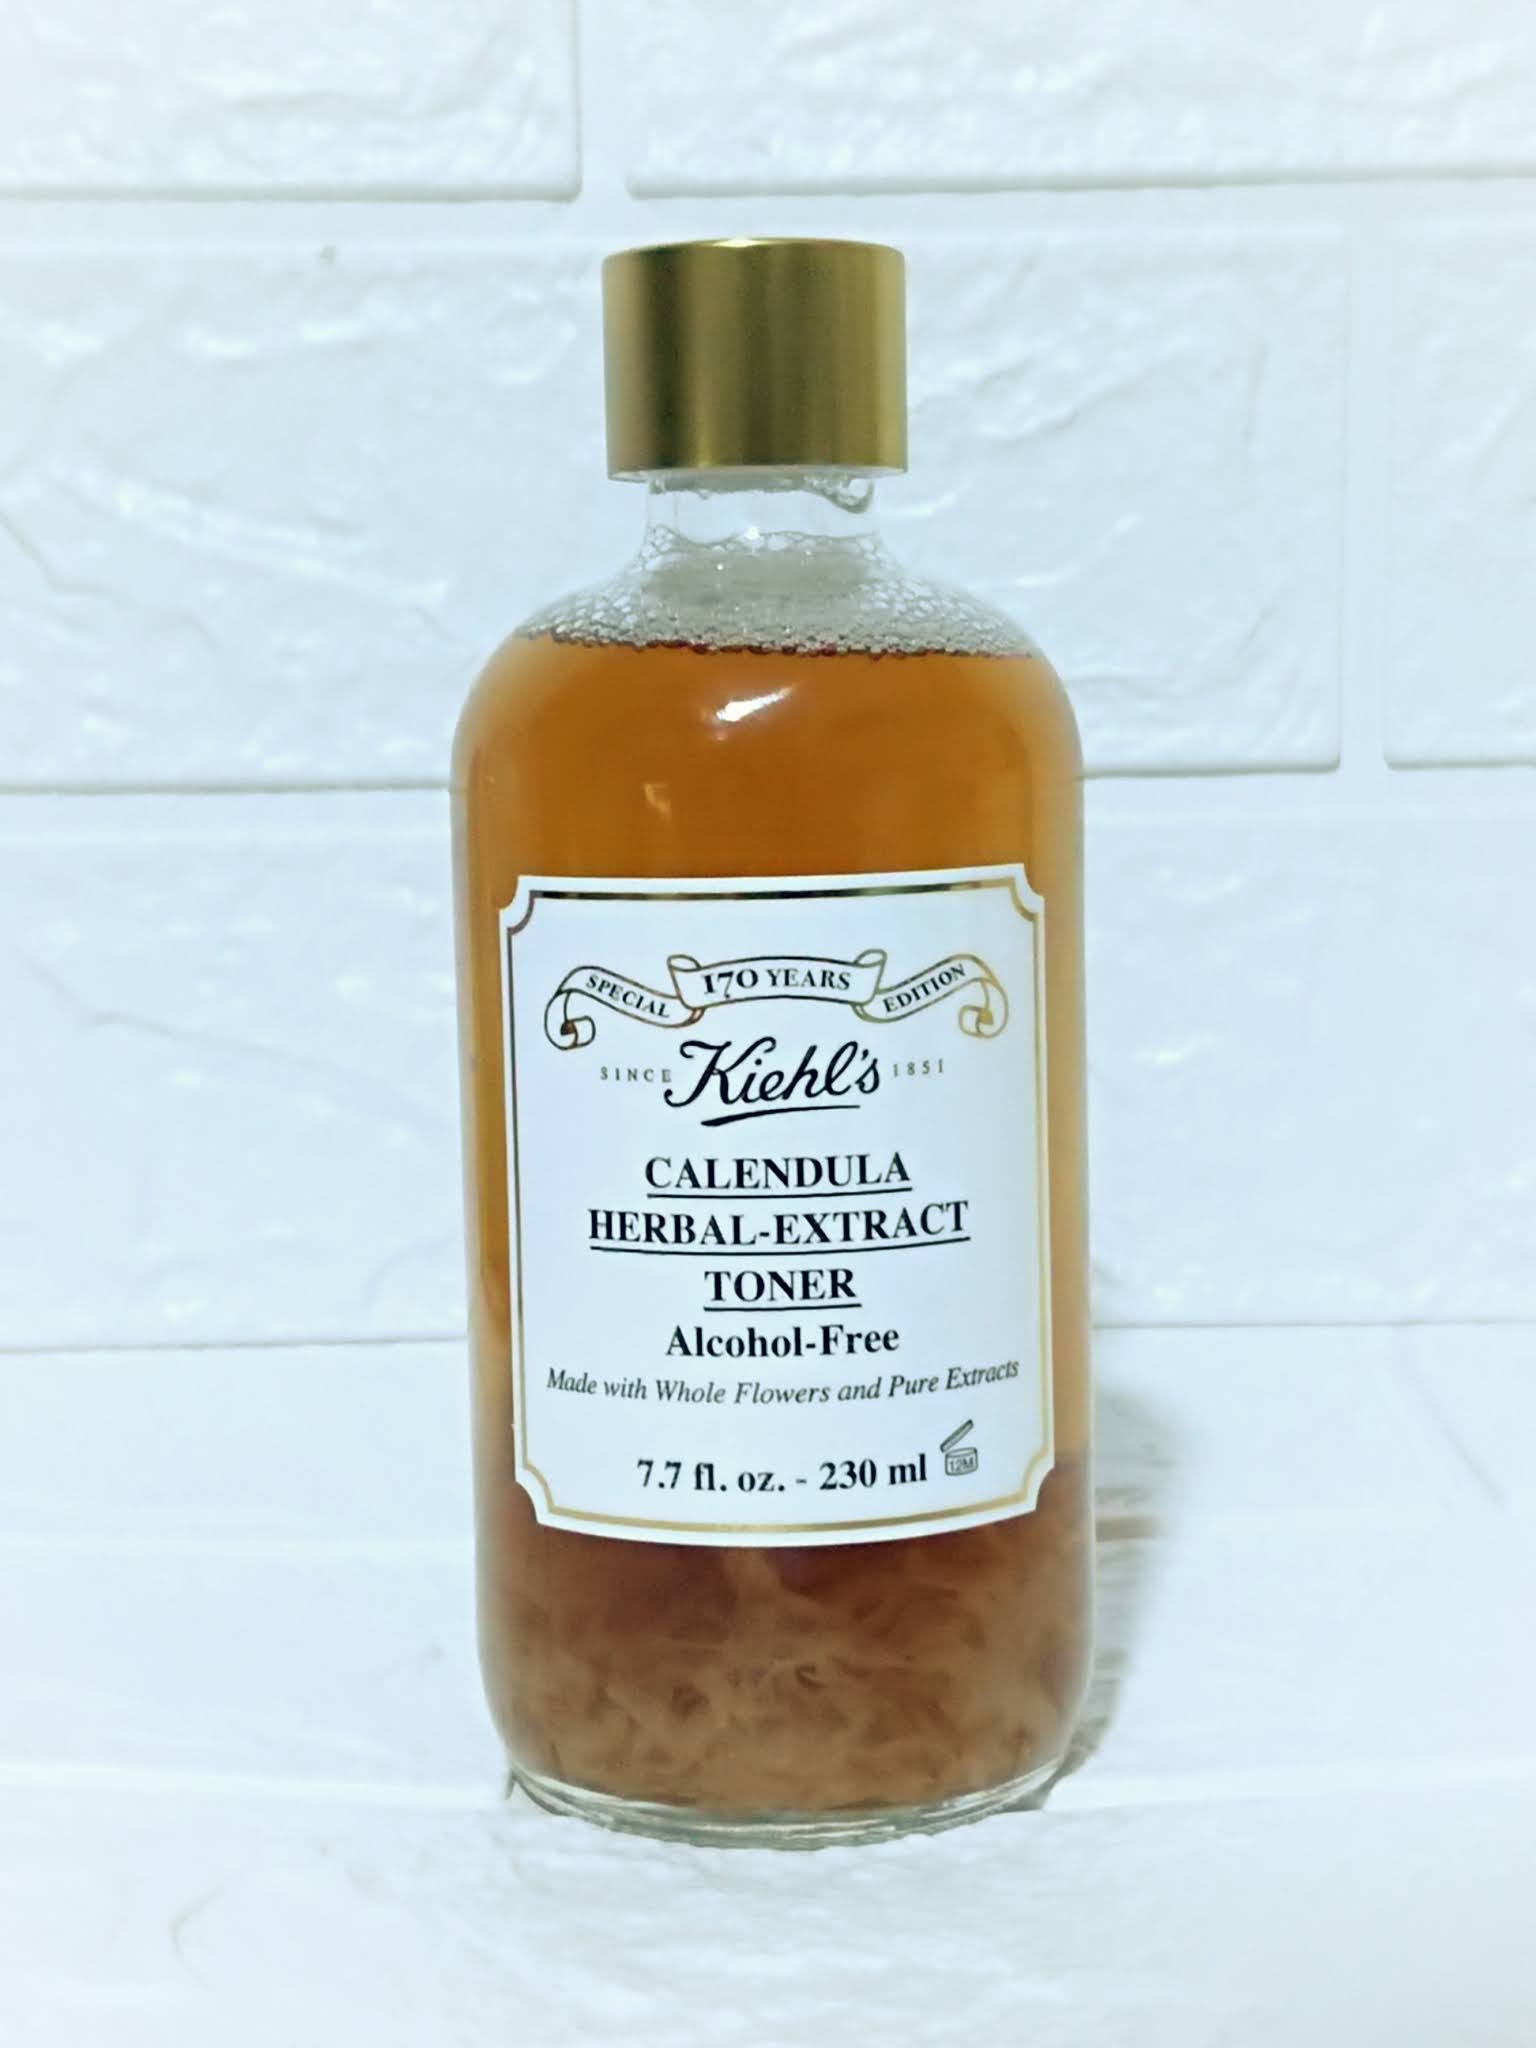 SPECIAL 170 YEARS EDITION
SINCE Kiehl's 1851
CALENDULA
HERBAL-EXTRACT
TONER
Alcohol-Free
Made with Whole Flowers and Pure Extracts
7.7 fl. oz. - 230 ml 12M